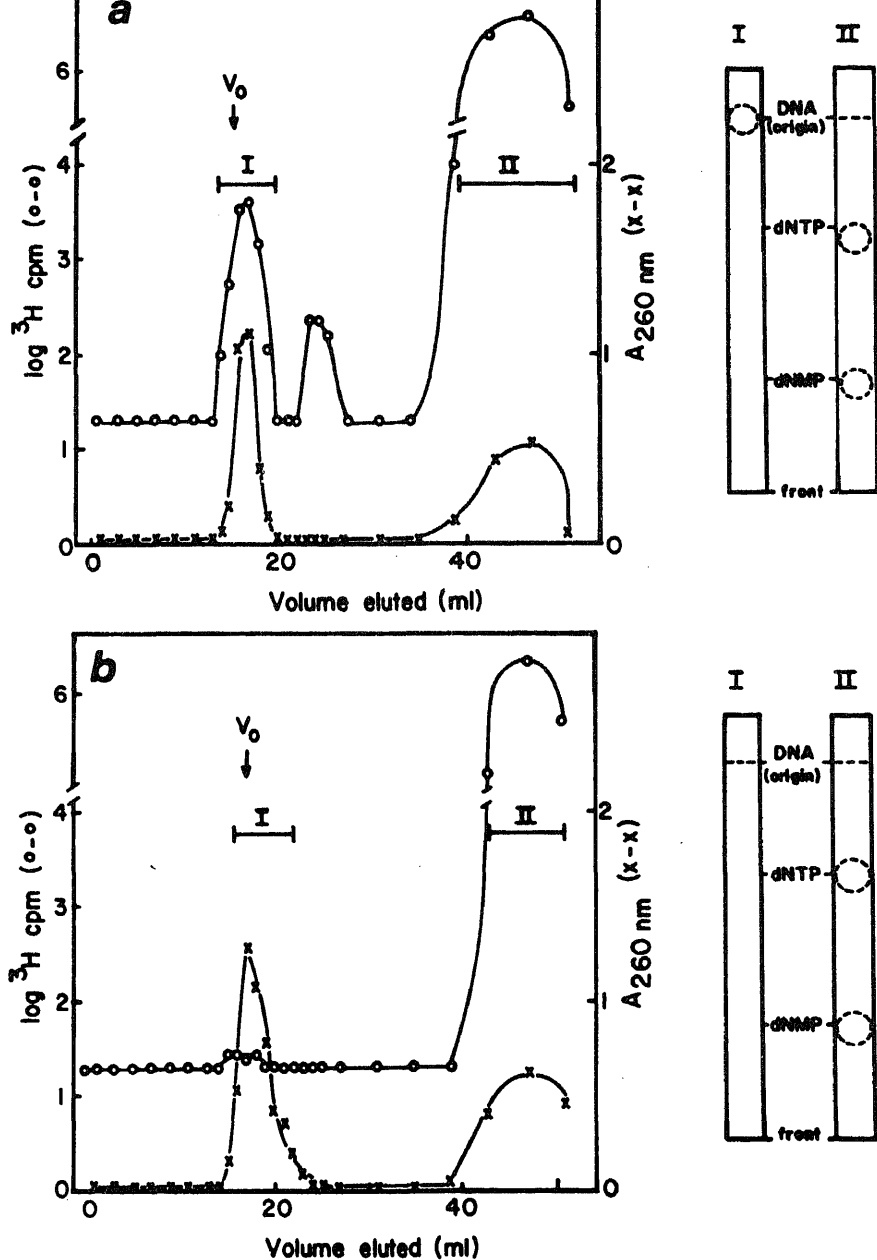 a
I II
6
V₀
DNA
(origin)
4 I II 2
log ³H cpm (o-o)
A260 nm (x-x)
3
dNTP
2 1
dNMP
1
front
0 0
0 20 40
Volume eluted (ml)
b
I II
6
V₀
DNA
(origin)
4 I II 2
log ³H cpm (o-o)
A260 nm (x-x)
dNTP
3
2 1
dNMP
1
front
0 0
0 20 40
Volume eluted (ml)